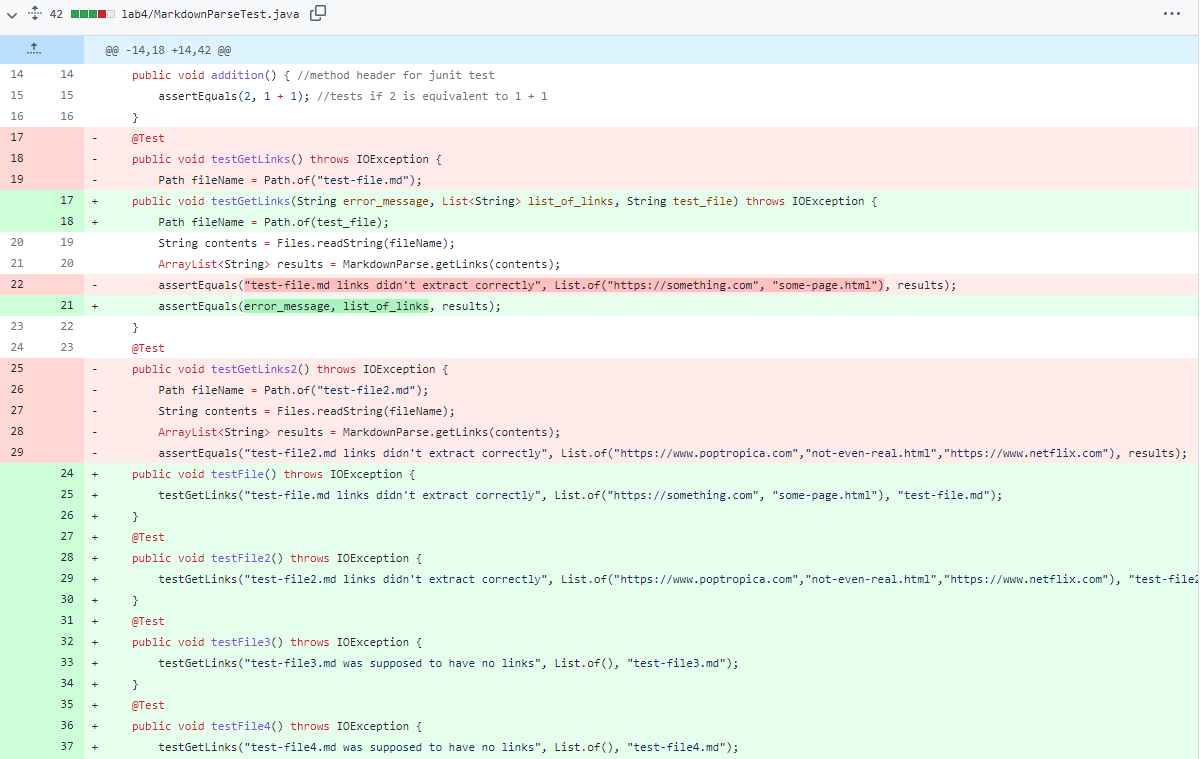 42 lab4/MarkdownParseTest.java
@@ -14,18 +14,42 @@
14 14 public void addition() { //method header for junit test
15 15 assertEquals(2, 1 + 1); //tests if 2 is equivalent to 1 + 1
16 16 }
17 - @Test
18 - public void testGetLinks() throws IOException {
19 - Path fileName = Path.of("test-file.md");
17 + public void testGetLinks(String error_message, List<String> list_of_links, String test_file) throws IOException {
18 + Path fileName = Path.of(test_file);
20 19 String contents = Files.readString(fileName);
21 20 ArrayList<String> results = MarkdownParse.getLinks(contents);
22 - assertEquals("test-file.md links didn't extract correctly", List.of("https://something.com", "some-page.html"), results);
21 + assertEquals(error_message, list_of_links, results);
23 22 }
24 23 @Test
25 - public void testGetLinks2() throws IOException {
26 - Path fileName = Path.of("test-file2.md");
27 - String contents = Files.readString(fileName);
28 - ArrayList<String> results = MarkdownParse.getLinks(contents);
29 - assertEquals("test-file2.md links didn't extract correctly", List.of("https://www.poptropica.com","not-even-real.html","https://www.netflix.com"), results);
24 + public void testFile() throws IOException {
25 + testGetLinks("test-file.md links didn't extract correctly", List.of("https://something.com", "some-page.html"), "test-file.md");
26 + }
27 + @Test
28 + public void testFile2() throws IOException {
29 + testGetLinks("test-file2.md links didn't extract correctly", List.of("https://www.poptropica.com","not-even-real.html","https://www.netflix.com"), "test-file2
30 + }
31 + @Test
32 + public void testFile3() throws IOException {
33 + testGetLinks("test-file3.md was supposed to have no links", List.of(), "test-file3.md");
34 + }
35 + @Test
36 + public void testFile4() throws IOException {
37 + testGetLinks("test-file4.md was supposed to have no links", List.of(), "test-file4.md");